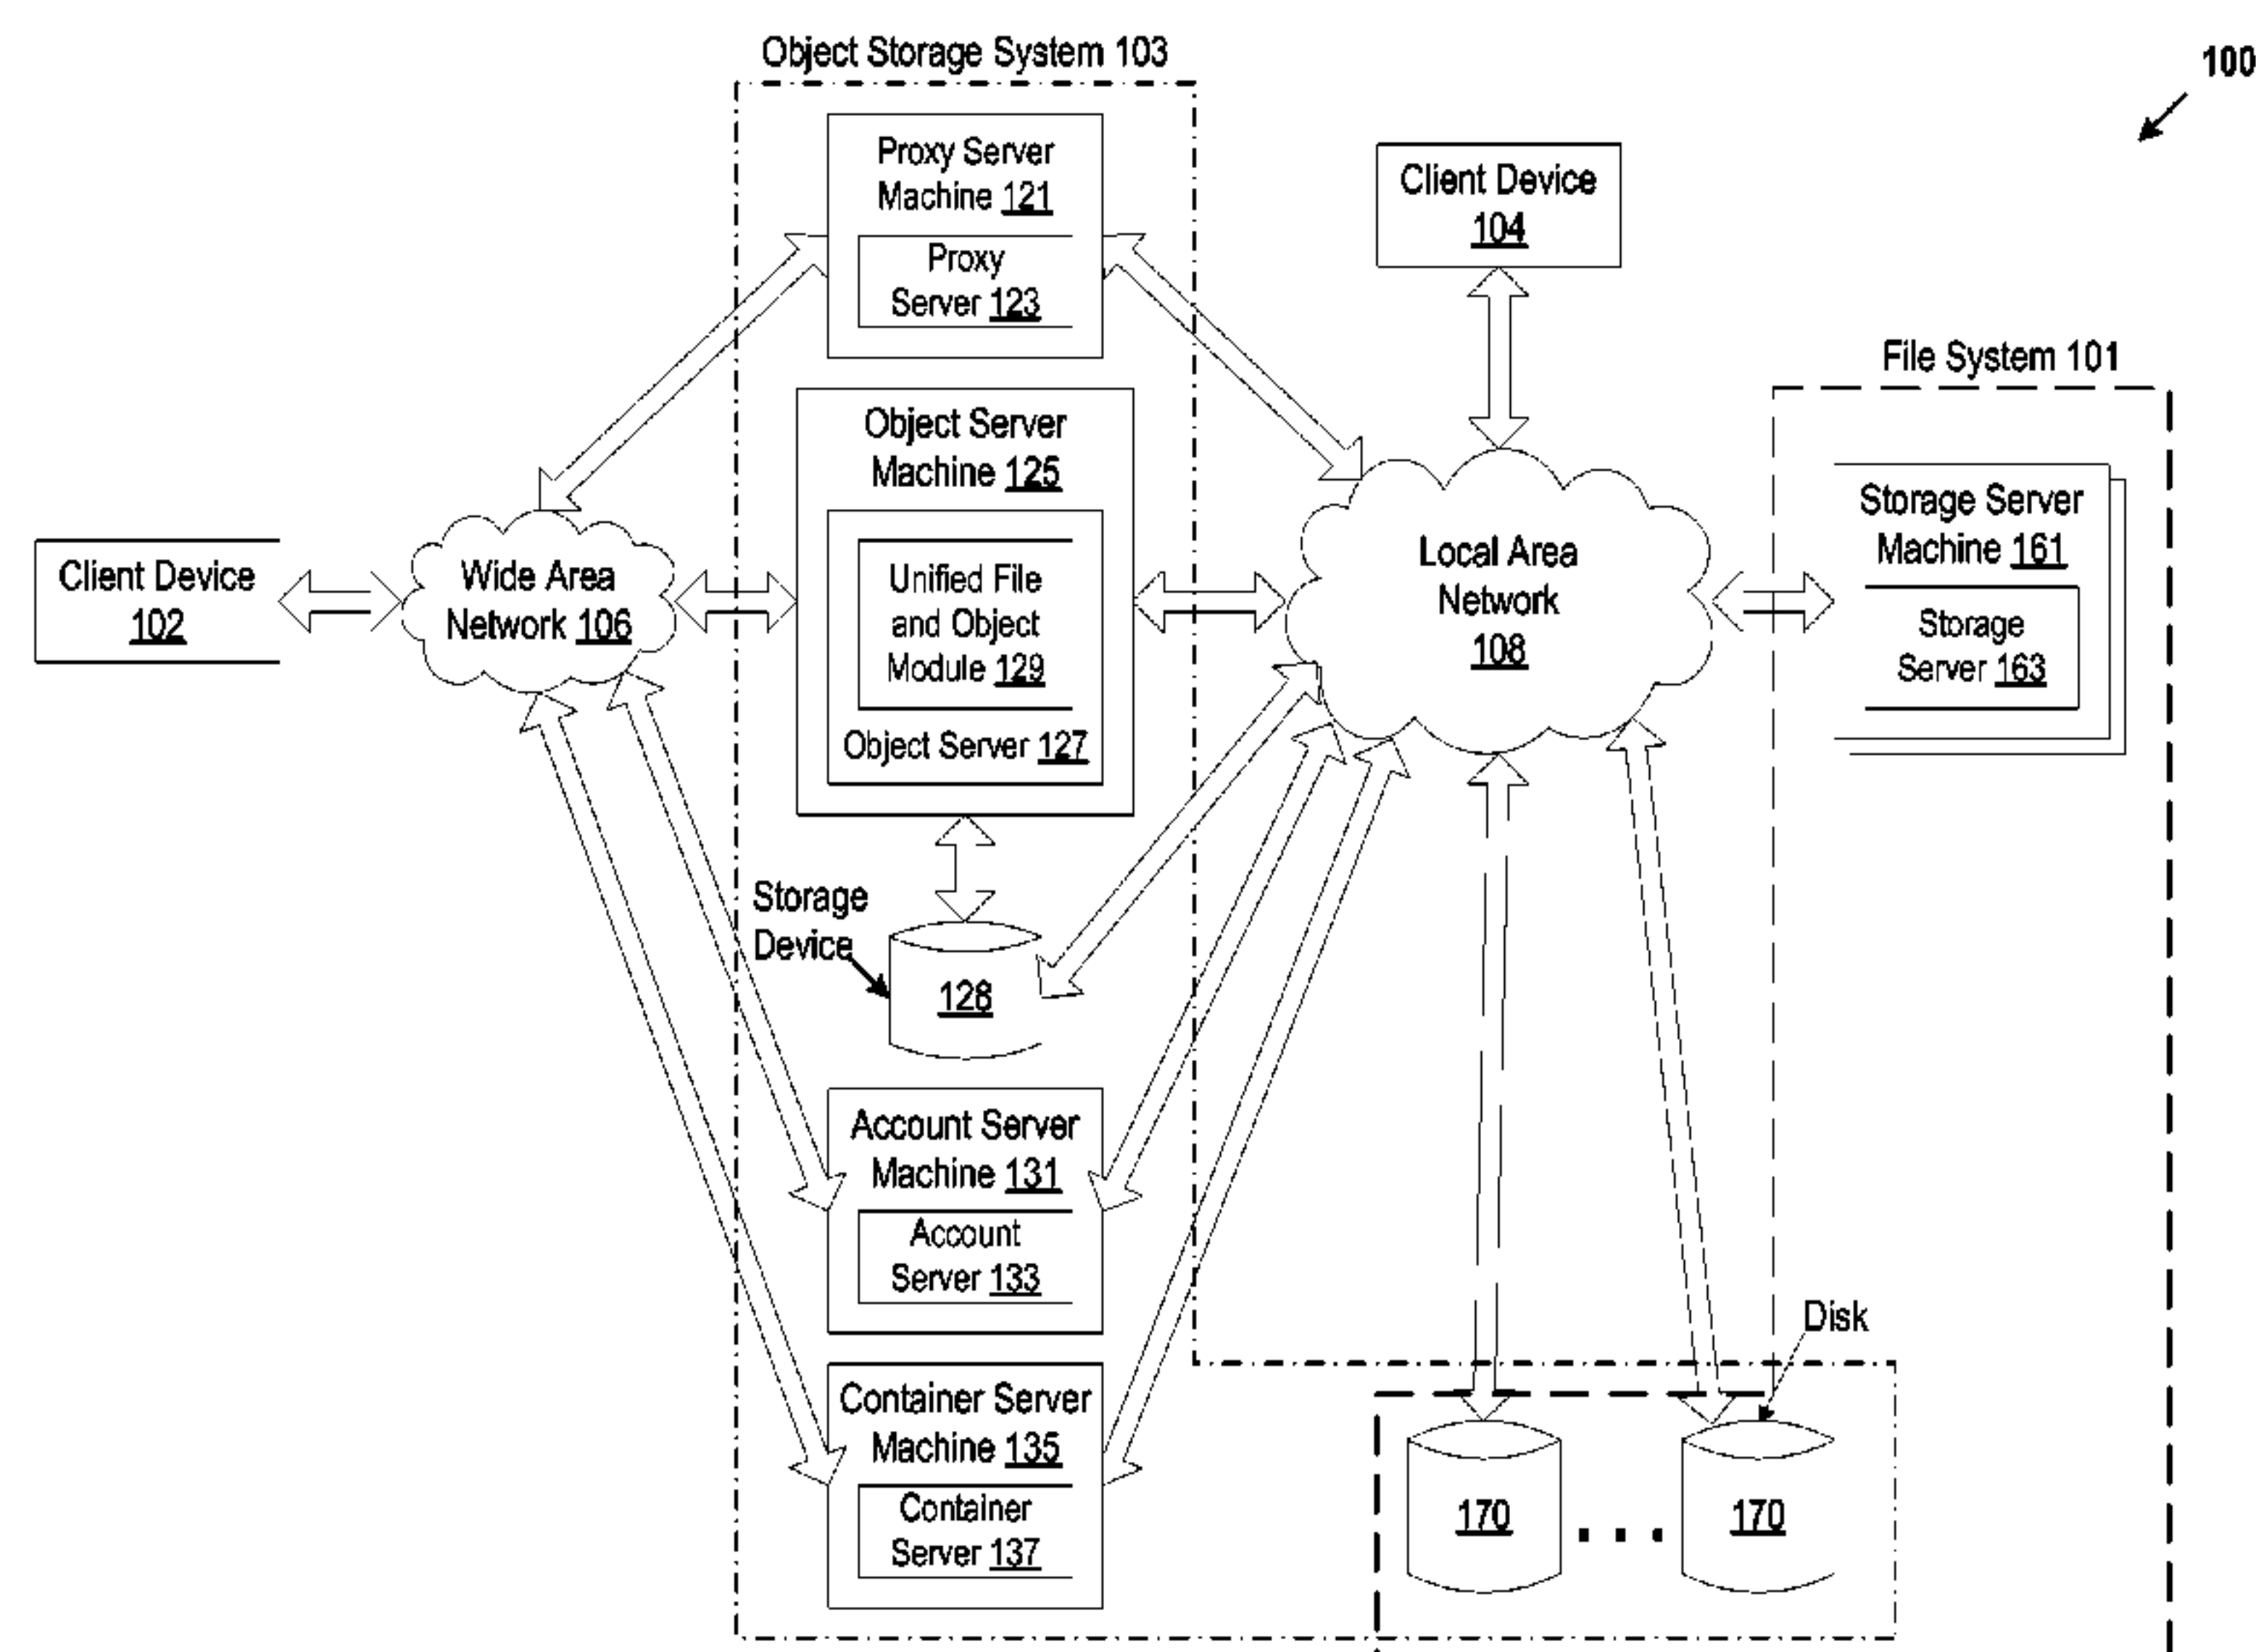 Object Storage System 103
100
Proxy Server
Machine 121
Proxy
Server 123
Client Device
104
File System 101
Object Server
Machine 125
Unified File
and Object
Module 129
Object Server 127
Client Device
102
Wide Area
Network 106
Local Area
Network
108
Storage Server
Machine 161
Storage
Server 163
Storage
Device
128
Account Server
Machine 131
Account
Server 133
Disk
Container Server
Machine 135
Container
Server 137
170
. . .
170